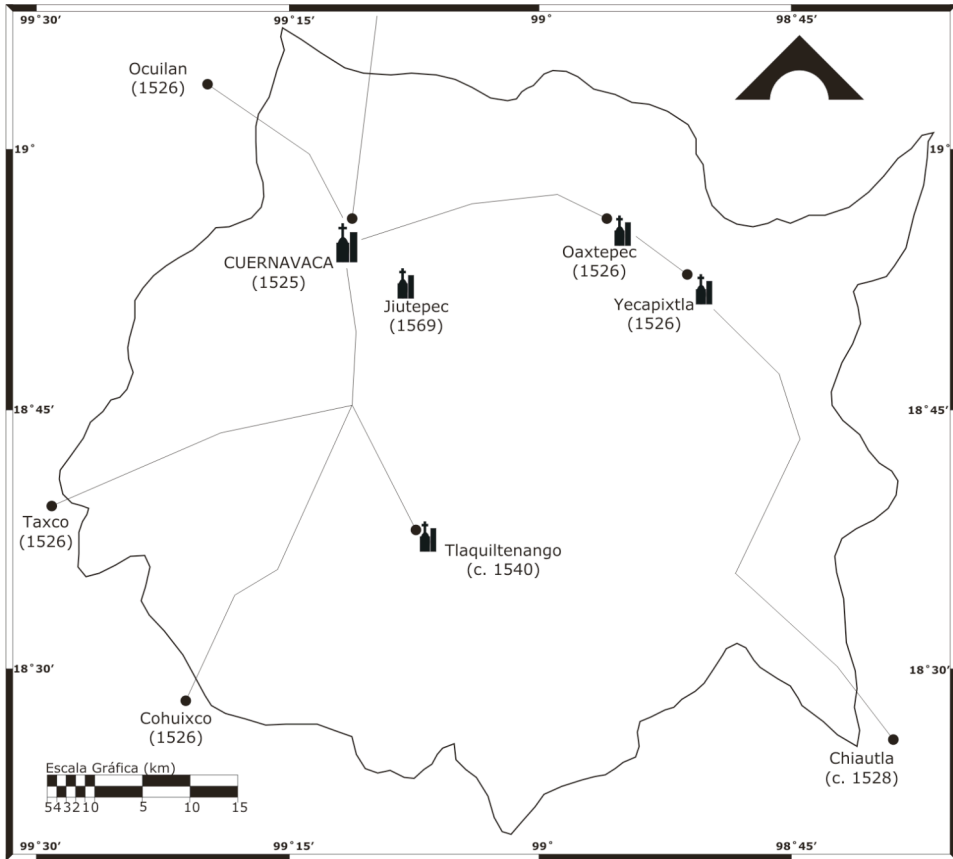 99°30′
99°15′
99°
98°45′
Ocuilan
(1526)
19°
19°
CUERNAVACA
(1525)
Oaxtepec
(1526)
Jiutepec
(1569)
Yecapixtla
(1526)
18°45′
18°45′
Taxco
(1526)
Tlaquiltenango
(c. 1540)
18°30′
18°30′
Cohuixco
(1526)
Chiautla
(c. 1528)
Escala Gráfica (km)
5 4 3 2 1 0 5 10 15
99°30′
99°15′
99°
98°45′